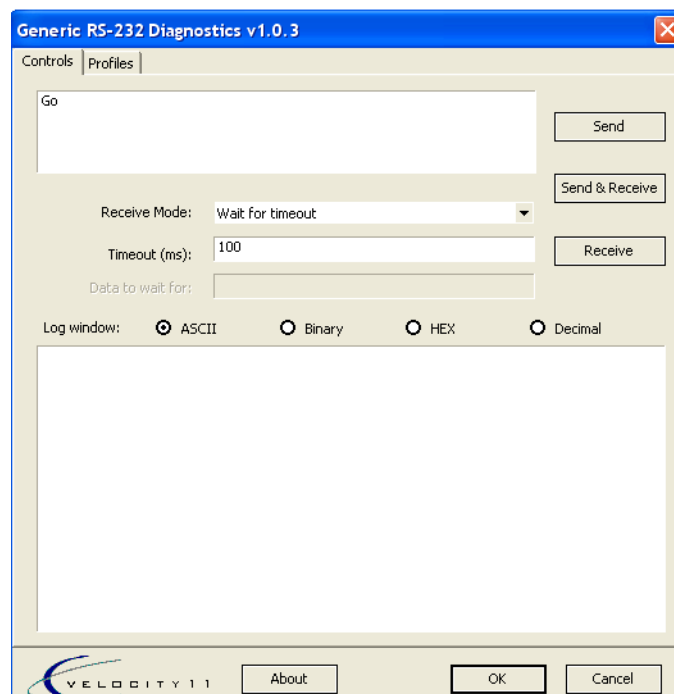 Generic RS-232 Diagnostics v1.0.3
Controls Profiles
Go
Send
Send & Receive
Receive Mode: Wait for timeout
Timeout (ms): 100
Receive
Data to wait for:
Log window: ASCII Binary HEX Decimal
VELOCITY11 About OK Cancel